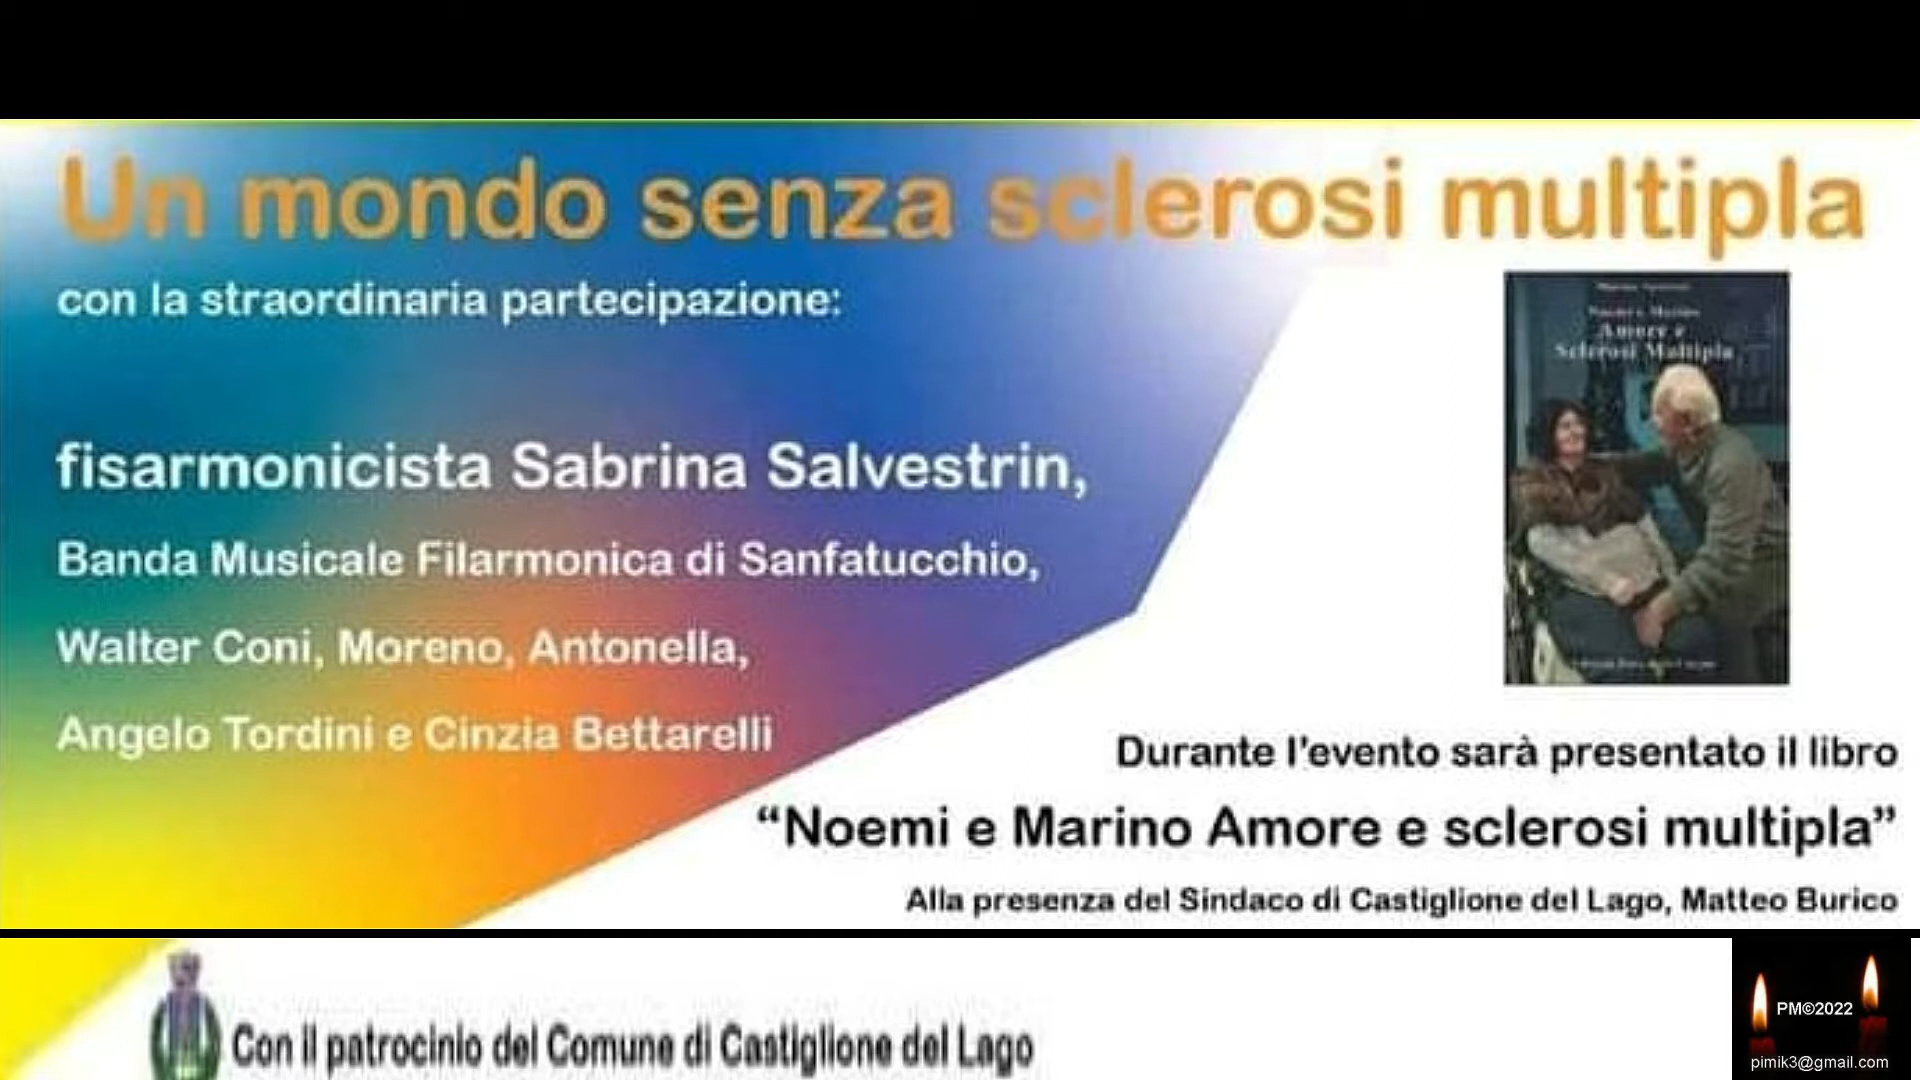 Un mondo senza sclerosi multipla
con la straordinaria partecipazione:
fisarmonicista Sabrina Salvestrin,
Banda Musicale Filarmonica di Sanfatucchio,
Walter Coni, Moreno, Antonella,
Angelo Tordini e Cinzia Bettarelli
Noemi e Marino
Amore e
Sclerosi Multipla
Durante l'evento sarà presentato il libro
“Noemi e Marino Amore e sclerosi multipla”
Alla presenza del Sindaco di Castiglione del Lago, Matteo Burico
Con il patrocinio del Comune di Castiglione del Lago
PM©2022
pimik3@gmail.com